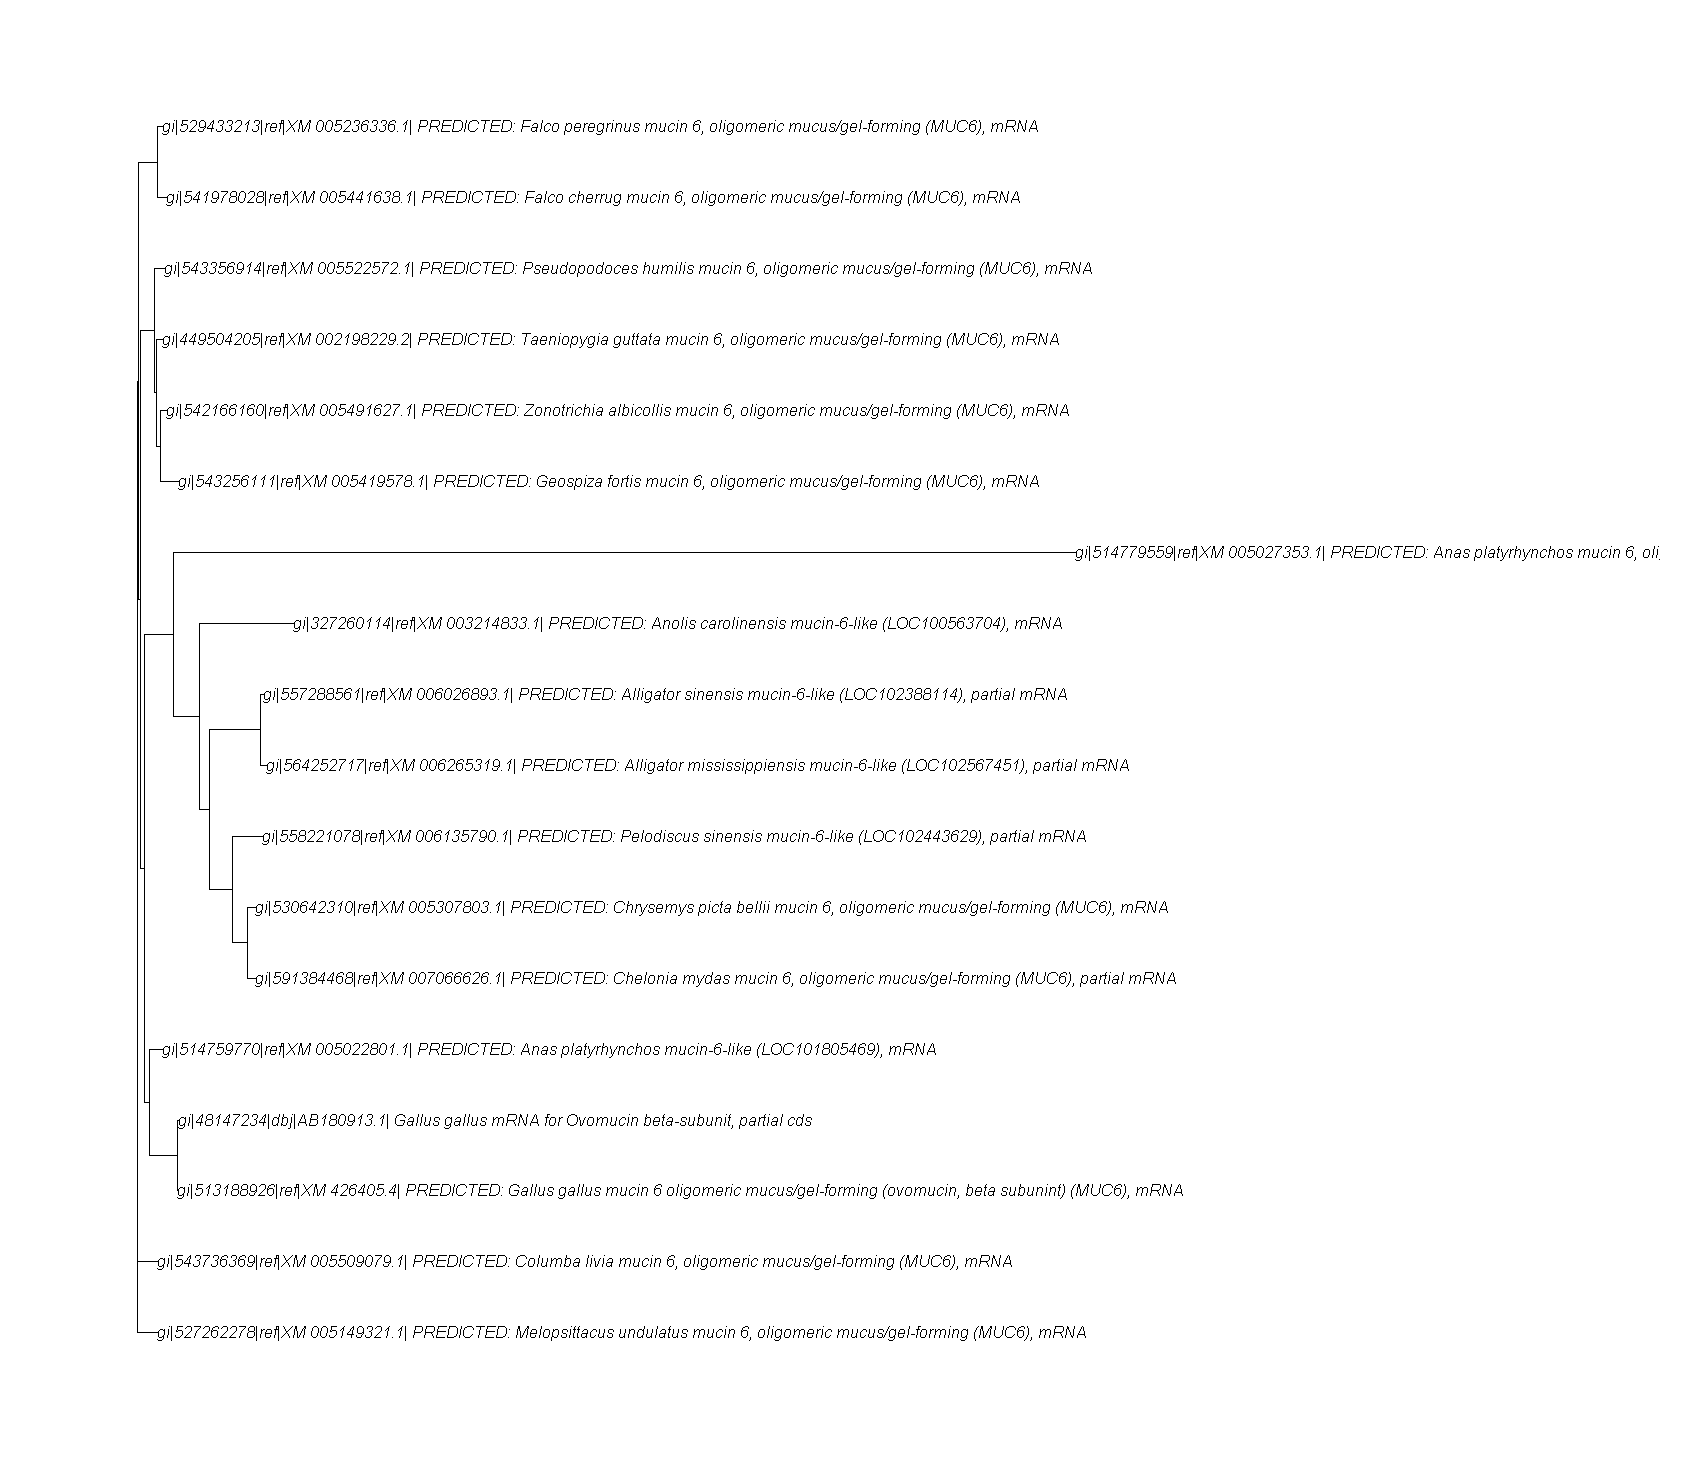 gi|529433213|ref|XM 005236336.1| PREDICTED: Falco peregrinus mucin 6, oligomeric mucus/gel-forming (MUC6), mRNA
gi|541978028|ref|XM 005441638.1| PREDICTED: Falco cherrug mucin 6, oligomeric mucus/gel-forming (MUC6), mRNA
gi|543356914|ref|XM 005522572.1| PREDICTED: Pseudopodoces humilis mucin 6, oligomeric mucus/gel-forming (MUC6), mRNA
gi|449504205|ref|XM 002198229.2| PREDICTED: Taeniopygia guttata mucin 6, oligomeric mucus/gel-forming (MUC6), mRNA
gi|542166160|ref|XM 005491627.1| PREDICTED: Zonotrichia albicollis mucin 6, oligomeric mucus/gel-forming (MUC6), mRNA
gi|543256111|ref|XM 005419578.1| PREDICTED: Geospiza fortis mucin 6, oligomeric mucus/gel-forming (MUC6), mRNA
gi|514779559|ref|XM 005027353.1| PREDICTED: Anas platyrhynchos mucin 6, oli
gi|327260114|ref|XM 003214833.1| PREDICTED: Anolis carolinensis mucin-6-like (LOC100563704), mRNA
gi|557288561|ref|XM 006026893.1| PREDICTED: Alligator sinensis mucin-6-like (LOC102388114), partial mRNA
gi|564252717|ref|XM 006265319.1| PREDICTED: Alligator mississippiensis mucin-6-like (LOC102567451), partial mRNA
gi|558221078|ref|XM 006135790.1| PREDICTED: Pelodiscus sinensis mucin-6-like (LOC102443629), partial mRNA
gi|530642310|ref|XM 005307803.1| PREDICTED: Chrysemys picta bellii mucin 6, oligomeric mucus/gel-forming (MUC6), mRNA
gi|591384468|ref|XM 007066626.1| PREDICTED: Chelonia mydas mucin 6, oligomeric mucus/gel-forming (MUC6), partial mRNA
gi|514759770|ref|XM 005022801.1| PREDICTED: Anas platyrhynchos mucin-6-like (LOC101805469), mRNA
gi|48147234|dbj|AB180913.1| Gallus gallus mRNA for Ovomucin beta-subunit, partial cds
gi|513188926|ref|XM 426405.4| PREDICTED: Gallus gallus mucin 6 oligomeric mucus/gel-forming (ovomucin, beta subunint) (MUC6), mRNA
gi|543736369|ref|XM 005509079.1| PREDICTED: Columba livia mucin 6, oligomeric mucus/gel-forming (MUC6), mRNA
gi|527262278|ref|XM 005149321.1| PREDICTED: Melopsittacus undulatus mucin 6, oligomeric mucus/gel-forming (MUC6), mRNA